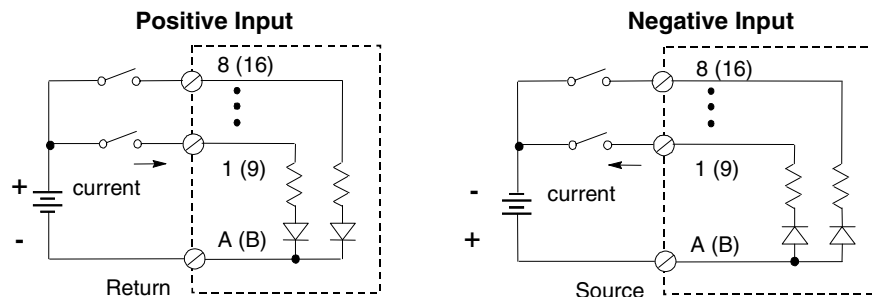 Positive Input
8 (16)
1 (9)
+
current
-
A (B)
Return
Negative Input
8 (16)
1 (9)
-
current
+
A (B)
Source